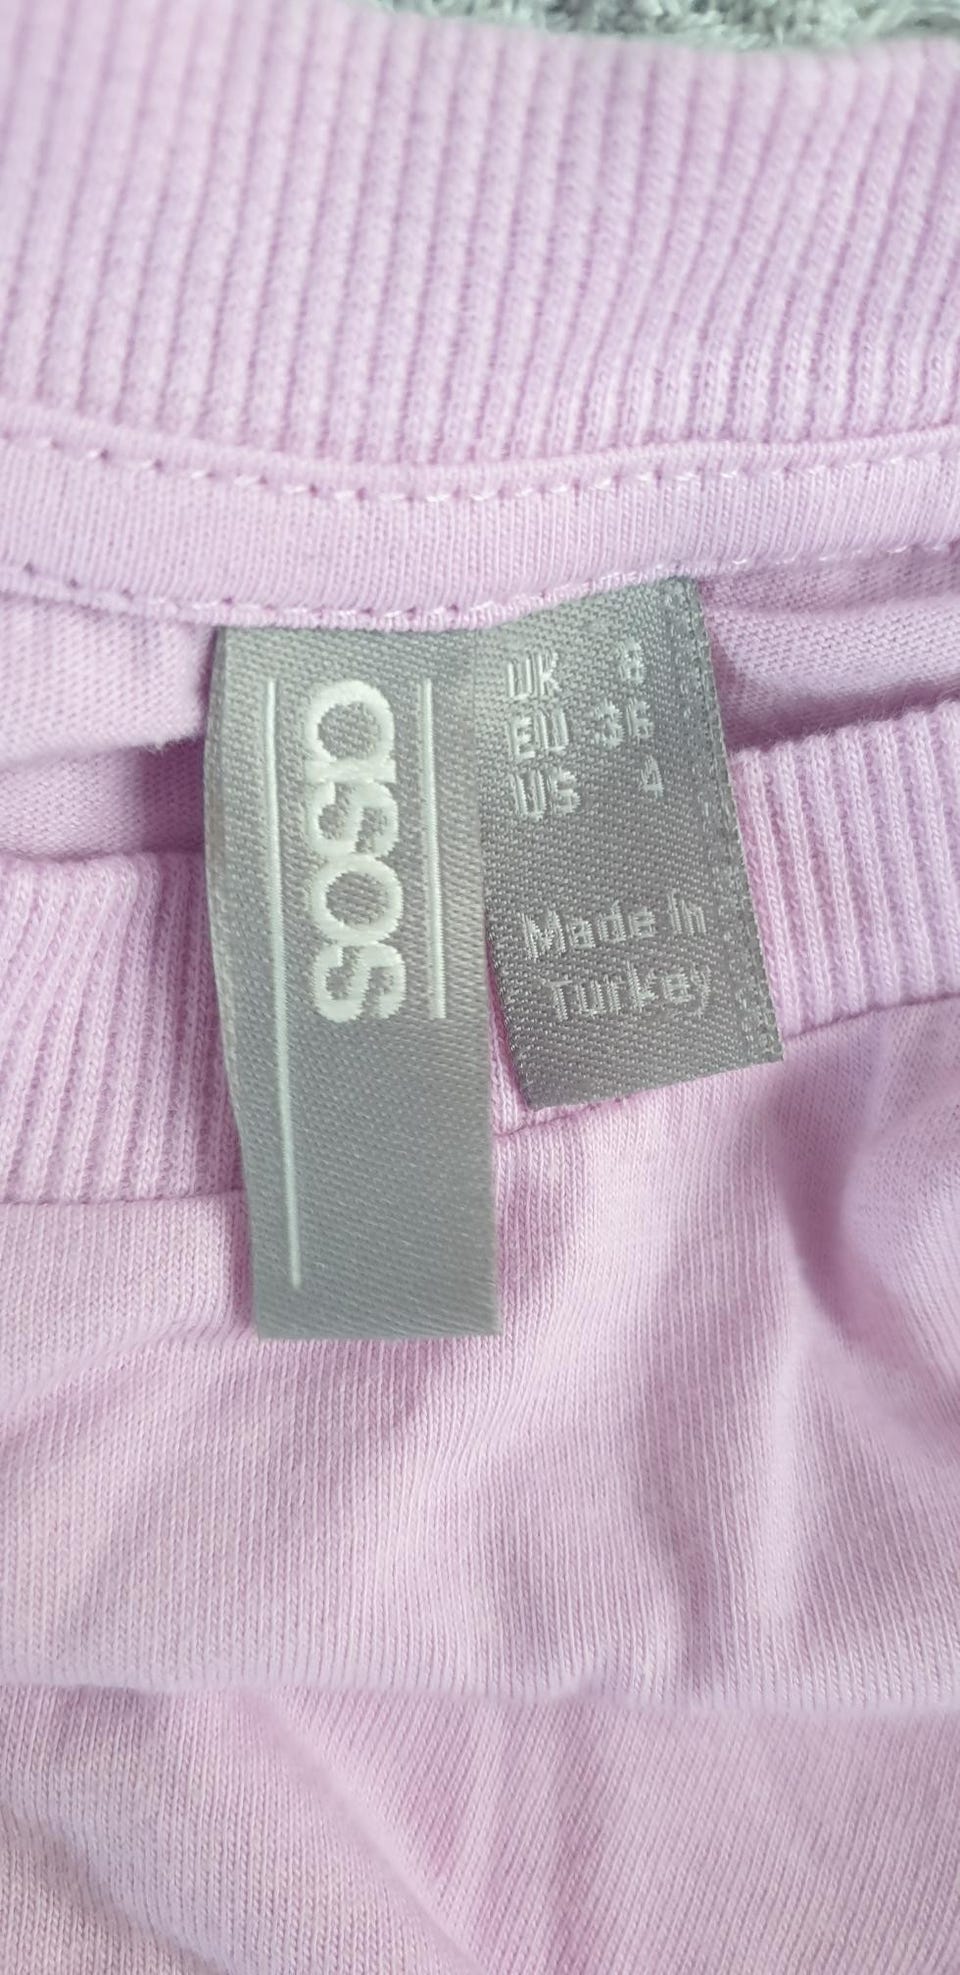 asos
UK 8
EU 36
US 4
Made In
Turkey